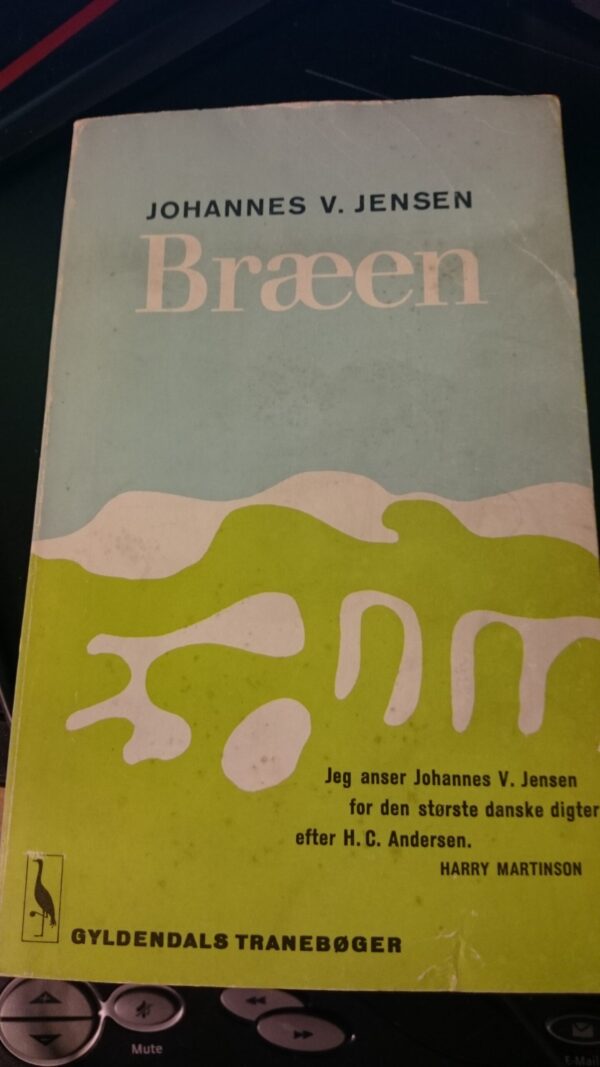 JOHANNES V. JENSEN
Bræen
Jeg anser Johannes V. Jensen
for den største danske digter
efter H. C. Andersen.
HARRY MARTINSON
GYLDENDALS TRANEBØGER
Mute
E-Mail